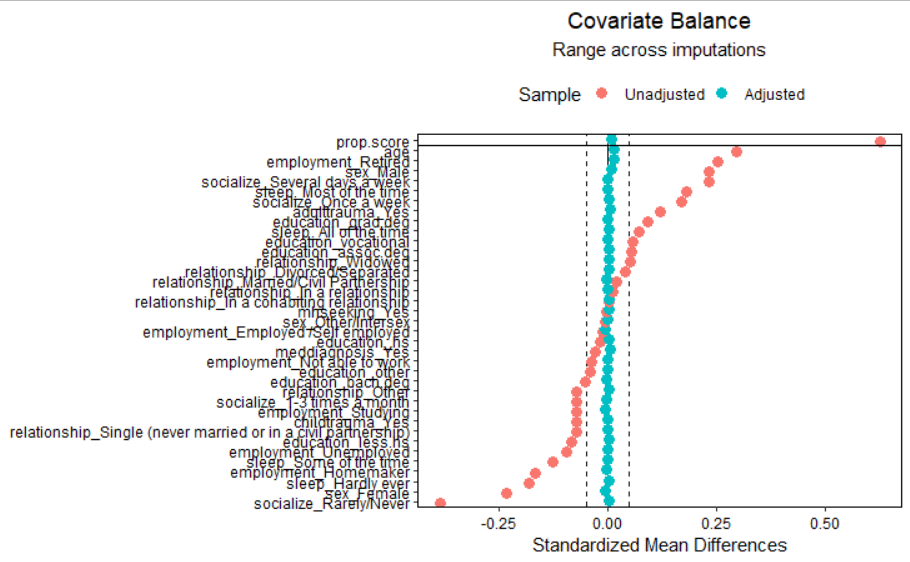 Covariate Balance
Range across imputations
Sample Unadjusted Adjusted
prop.score
age
employment_Retired
sex_Male
socialize_Several days a week
sleep_Most of the time
socialize_Once a week
adulttrauma_Yes
education_grad.deg
sleep_All of the time
education_vocational
education_assoc.deg
relationship_Widowed
relationship_Divorced/Separated
relationship_Married/Civil Partnership
relationship_In a relationship
relationship_In a cohabiting relationship
mhseeking_Yes
sex_Other/Intersex
employment_Employed /Self employed
education_hs
meddiagnosis_Yes
employment_Not able to work
education_other
education_bach.deg
relationship_Other
socialize_1-3 times a month
employment_Studying
childtrauma_Yes
relationship_Single (never married or in a civil partnership)
education_less.hs
employment_Unemployed
sleep_Some of the time
employment_Homemaker
sleep_Hardly ever
sex_Female
socialize_Rarely/Never
-0.25 0.00 0.25 0.50
Standardized Mean Differences